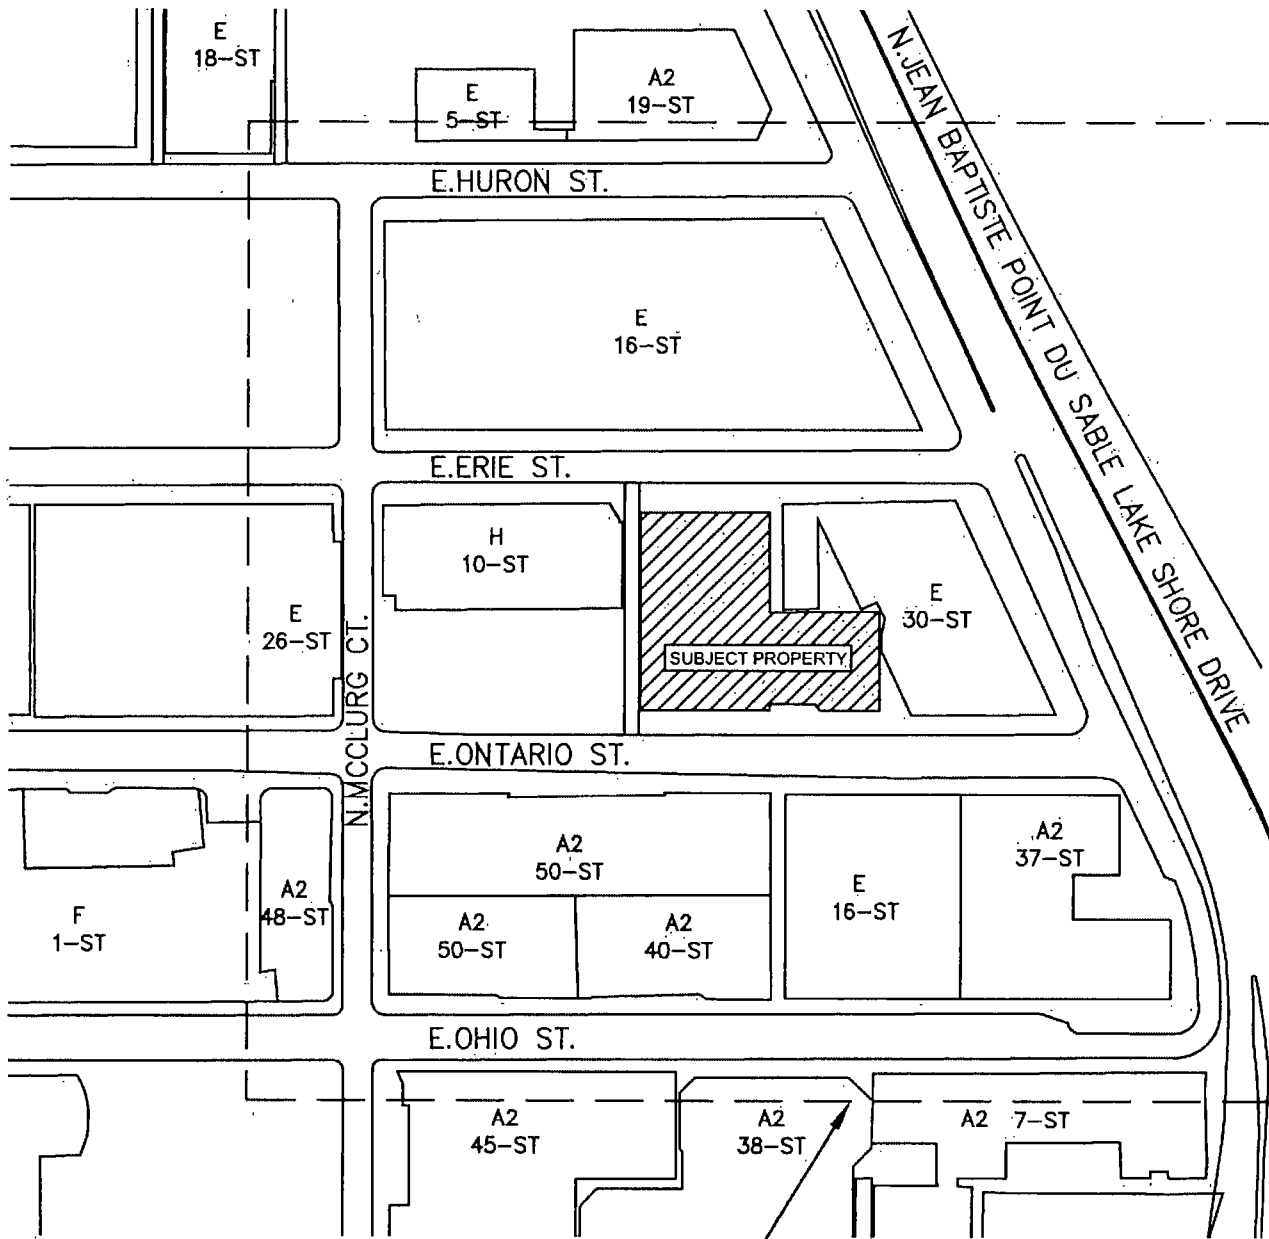 E
18-ST
E
5-ST
A2
19-ST
E.HURON ST.
N.JEAN BAPTISTE POINT DU SABLE LAKE SHORE DRIVE
E
16-ST
E.ERIE ST.
H
10-ST
E
26-ST
E
30-ST
SUBJECT PROPERTY
N.MCCLURG CT.
E.ONTARIO ST.
A2
50-ST
A2
37-ST
E
16-ST
A2
48-ST
F
1-ST
A2
50-ST
A2
40-ST
E.OHIO ST.
A2
45-ST
A2
38-ST
A2 7-ST